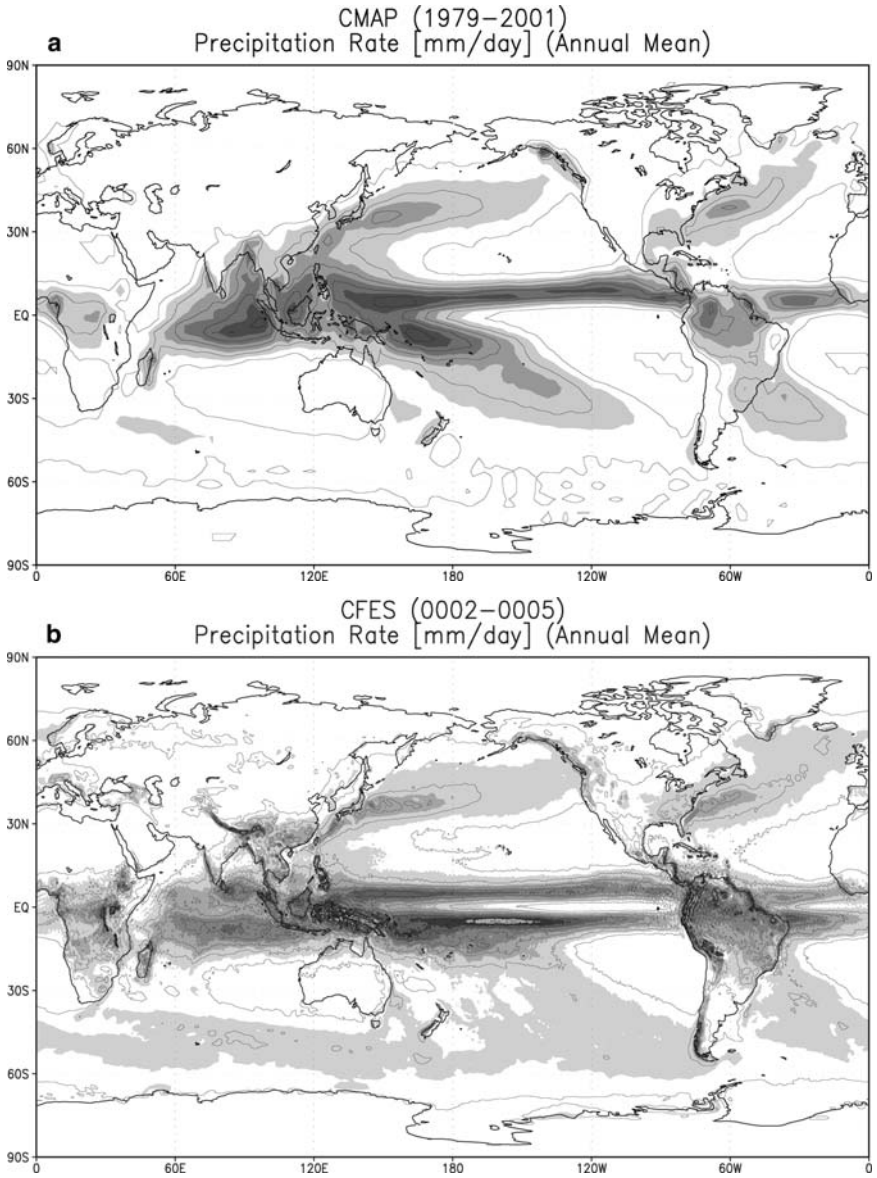 CMAP (1979−2001)
a Precipitation Rate [mm/day] (Annual Mean)
90N
60N
30N
EQ
30S
60S
90S
0 60E 120E 180 120W 60W 0
CFES (0002−0005)
b Precipitation Rate [mm/day] (Annual Mean)
90N
60N
30N
EQ
30S
60S
90S
0 60E 120E 180 120W 60W 0